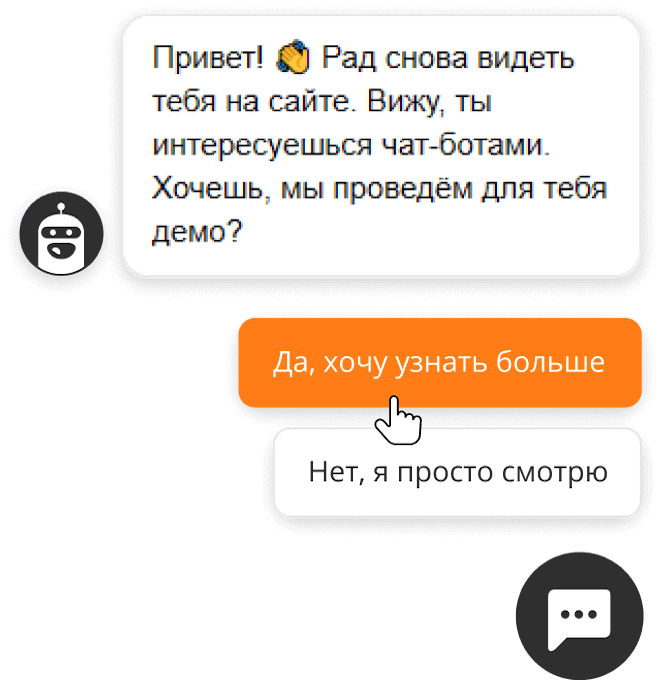 Привет! 👏 Рад снова видеть
тебя на сайте. Вижу, ты
интересуешься чат-ботами.
Хочешь, мы проведём для тебя
демо?
Да, хочу узнать больше
Нет, я просто смотрю